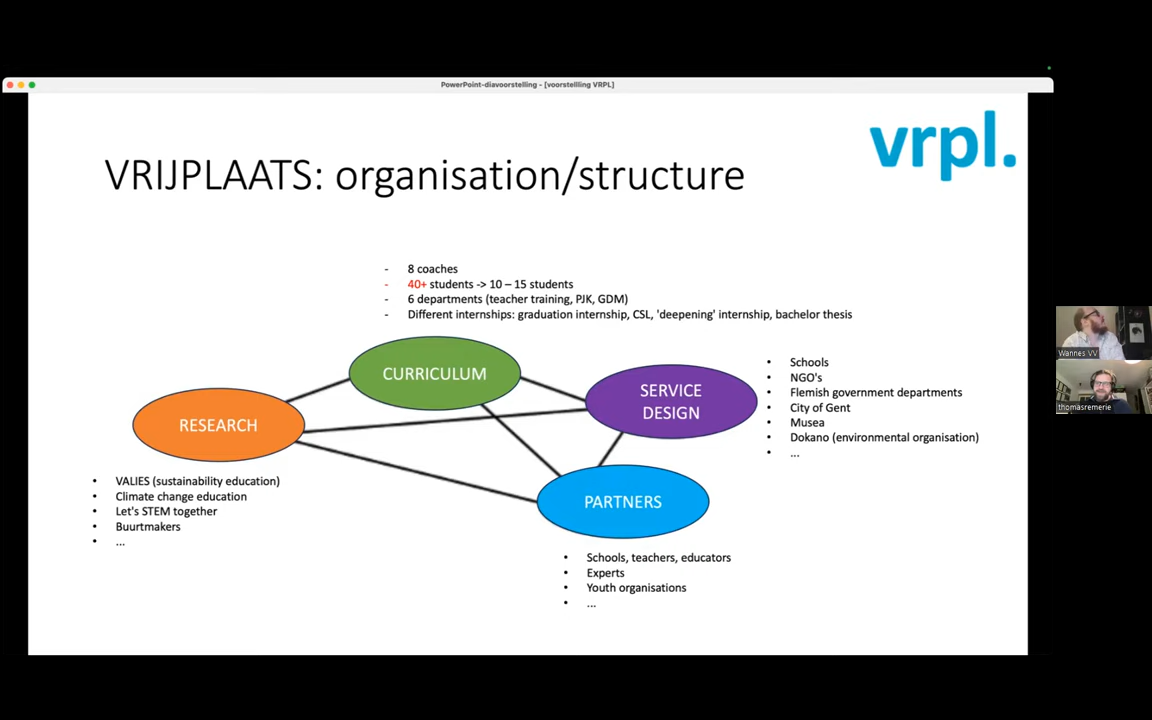 PowerPoint-diavoorstelling - [voorstelling VRPL]
vrpl.
VRIJPLAATS: organisation/structure
- 8 coaches
- 40+ students -> 10 – 15 students
- 6 departments (teacher training, PJK, GDM)
- Different internships: graduation internship, CSL, 'deepening' internship, bachelor thesis
CURRICULUM
SERVICE
DESIGN
RESEARCH
PARTNERS
• Schools
• NGO's
• Flemish government departments
• City of Gent
• Musea
• Dokano (environmental organisation)
• ...
• VALIES (sustainability education)
• Climate change education
• Let's STEM together
• Buurtmakers
• ...
• Schools, teachers, educators
• Experts
• Youth organisations
• ...
Wannes VV
thomasremerie